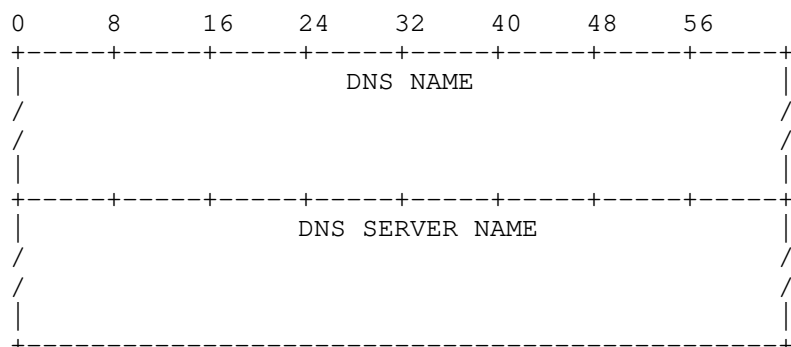 0 8 16 24 32 40 48 56
DNS NAME
DNS SERVER NAME